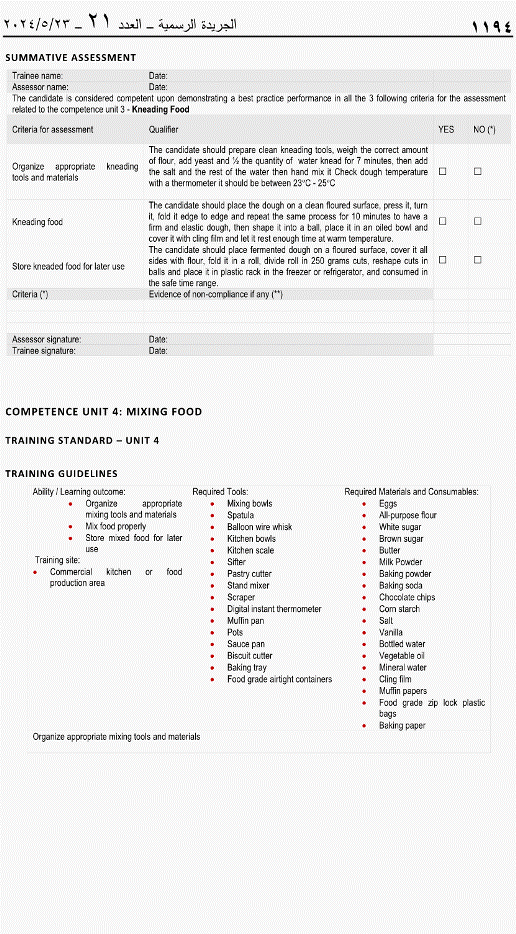 ١١٩٤
الجريدة الرسمية – العدد ٢١ – ٢٠٢٤/٥/٢٣
SUMMATIVE ASSESSMENT
Trainee name: Date:
Assessor name: Date:
The candidate is considered competent upon demonstrating a best practice performance in all the 3 following criteria for the assessment
related to the competence unit 3 - Kneading Food
Criteria for assessment Qualifier YES NO (*)
Organize appropriate kneading
tools and materials
The candidate should prepare clean kneading tools, weigh the correct amount
of flour, add yeast and ½ the quantity of water knead for 7 minutes, then add
the salt and the rest of the water then hand mix it Check dough temperature
with a thermometer it should be between 23°C - 25°C
☐ ☐
Kneading food
The candidate should place the dough on a clean floured surface, press it, turn
it, fold it edge to edge and repeat the same process for 10 minutes to have a
firm and elastic dough, then shape it into a ball, place it in an oiled bowl and
cover it with cling film and let it rest enough time at warm temperature.
☐ ☐
Store kneaded food for later use
The candidate should place fermented dough on a floured surface, cover it all
sides with flour, fold it in a roll, divide roll in 250 grams cuts, reshape cuts in
balls and place it in plastic rack in the freezer or refrigerator, and consumed in
the safe time range.
☐ ☐
Criteria (*) Evidence of non-compliance if any (**)
Assessor signature: Date:
Trainee signature: Date:
COMPETENCE UNIT 4: MIXING FOOD
TRAINING STANDARD – UNIT 4
TRAINING GUIDELINES
Ability / Learning outcome:
• Organize appropriate
mixing tools and materials
• Mix food properly
• Store mixed food for later
use
Training site:
• Commercial kitchen or food
production area
Required Tools:
• Mixing bowls
• Spatula
• Balloon wire whisk
• Kitchen bowls
• Kitchen scale
• Sifter
• Pastry cutter
• Stand mixer
• Scraper
• Digital instant thermometer
• Muffin pan
• Pots
• Sauce pan
• Biscuit cutter
• Baking tray
• Food grade airtight containers
Required Materials and Consumables:
• Eggs
• All-purpose flour
• White sugar
• Brown sugar
• Butter
• Milk Powder
• Baking powder
• Baking soda
• Chocolate chips
• Corn starch
• Salt
• Vanilla
• Bottled water
• Vegetable oil
• Mineral water
• Cling film
• Muffin papers
• Food grade zip lock plastic
bags
• Baking paper
Organize appropriate mixing tools and materials